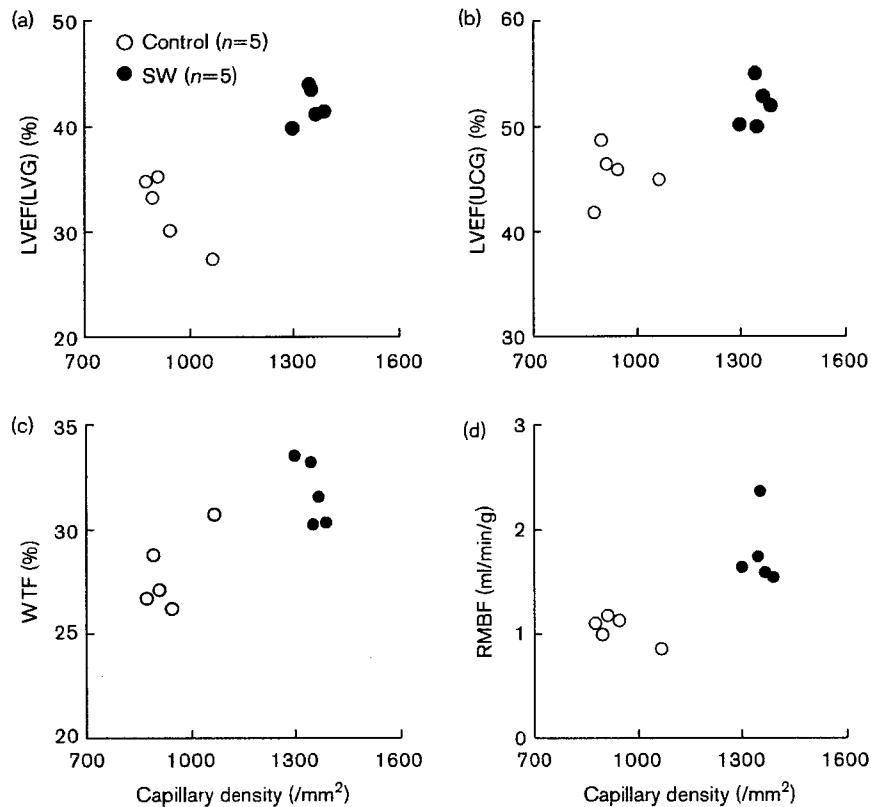 (a)
50
40
30
20
LVEF(LVG) (%)
Control (n=5)
SW (n=5)
700 1000 1300 1600
(b)
60
50
40
30
LVEF(UCG) (%)
700 1000 1300 1600
(c)
35
30
25
20
WTF (%)
700 1000 1300 1600
Capillary density (/mm²)
(d)
3
2
1
0
RMBF (ml/min/g)
700 1000 1300 1600
Capillary density (/mm²)